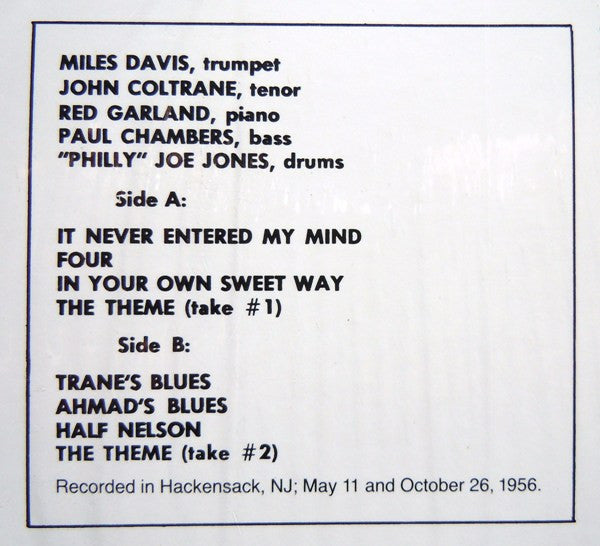 MILES DAVIS, trumpet
JOHN COLTRANE, tenor
RED GARLAND, piano
PAUL CHAMBERS, bass
"PHILLY" JOE JONES, drums
Side A:
IT NEVER ENTERED MY MIND
FOUR
IN YOUR OWN SWEET WAY
THE THEME (take #1)
Side B:
TRANE'S BLUES
AHMAD'S BLUES
HALF NELSON
THE THEME (take #2)
Recorded in Hackensack, NJ; May 11 and October 26, 1956.